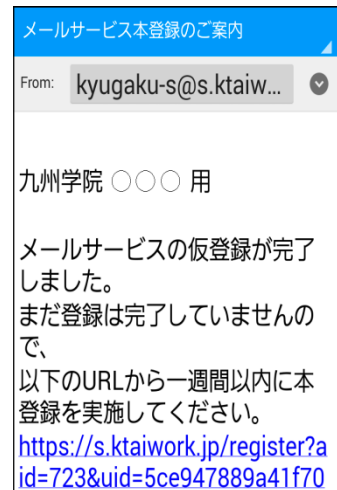 メールサービス本登録のご案内
From: kyugaku-s@s.ktaiw...
九州学院 ○○○ 用
メールサービスの仮登録が完了
しました。
まだ登録は完了していませんの
で、
以下のURLから一週間以内に本
登録を実施してください。
https://s.ktaiwork.jp/register?a
id=723&uid=5ce947889a41f70